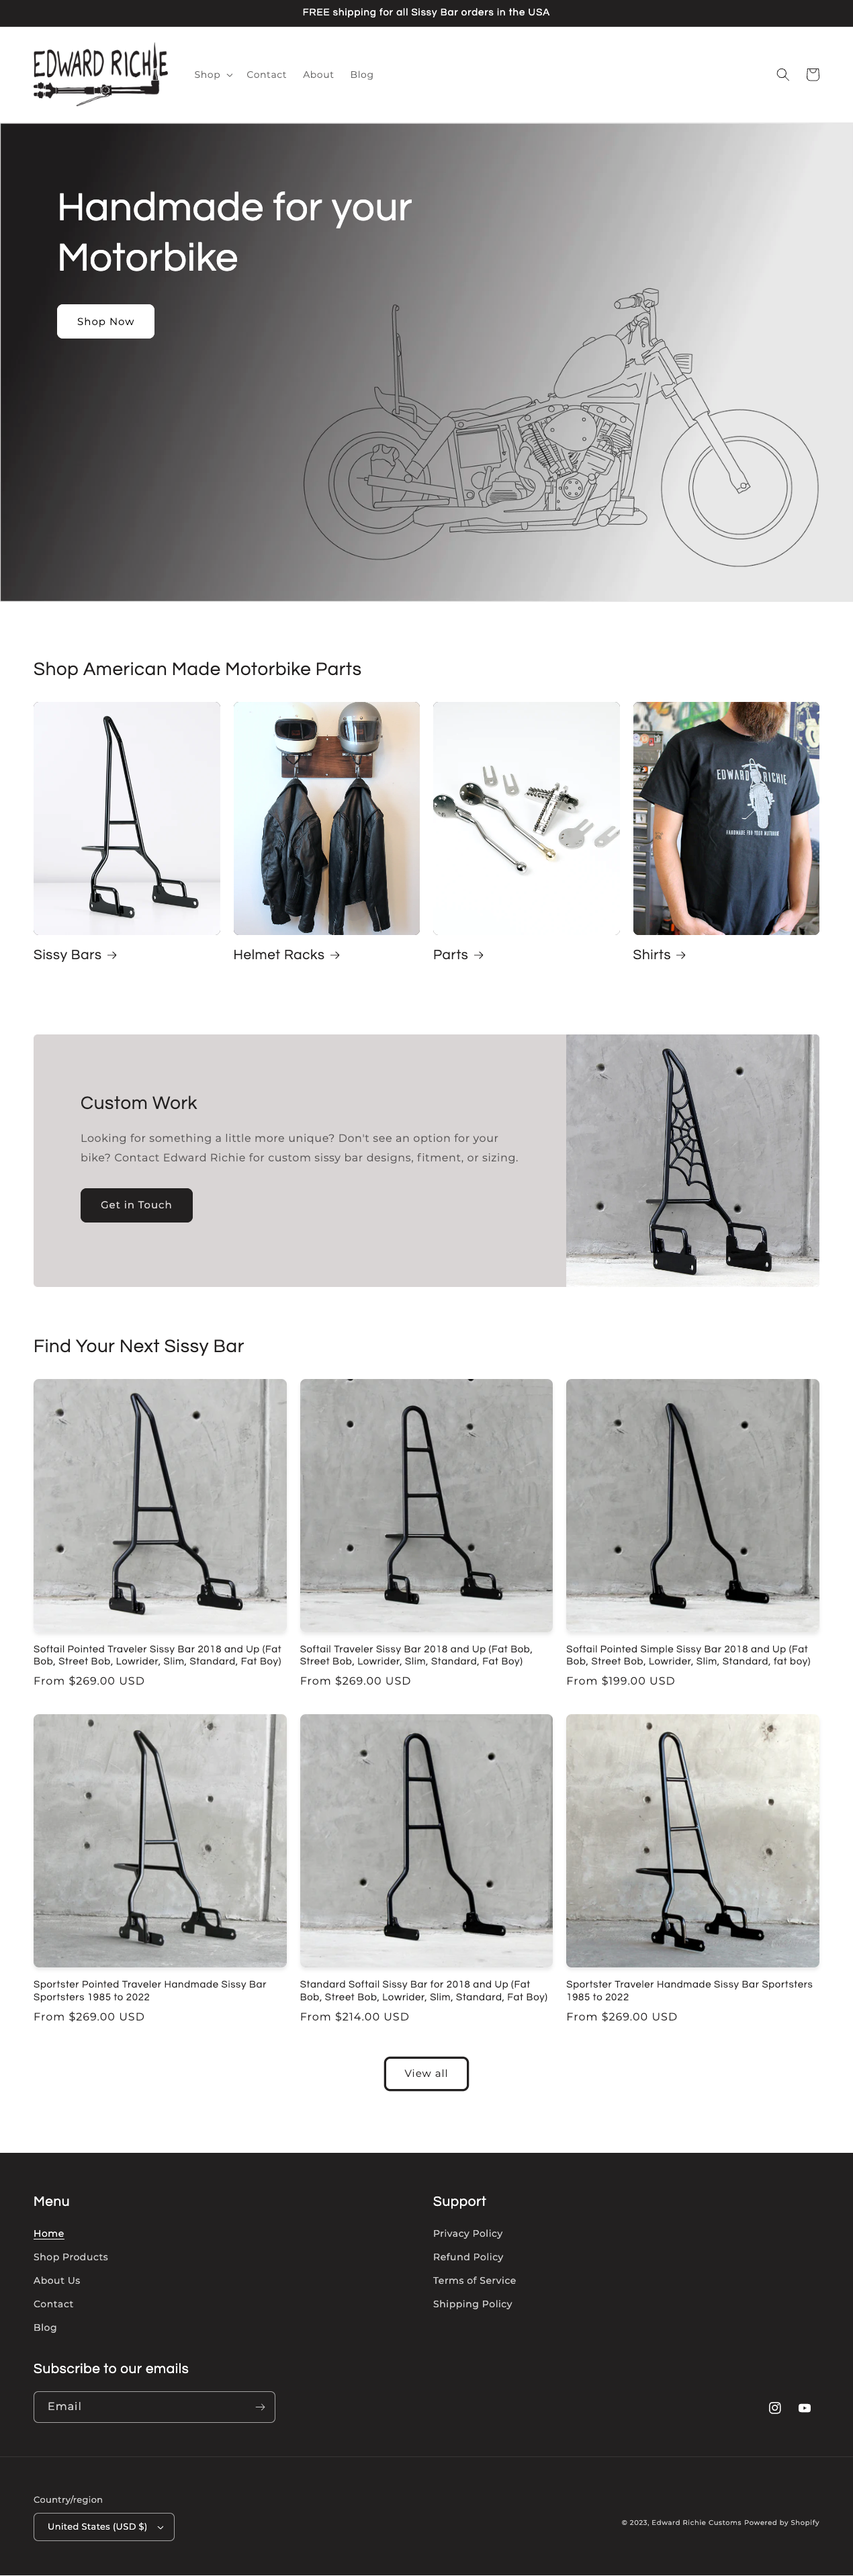 FREE shipping for all Sissy Bar orders in the USA
EDWARD RICHIE
Shop
Contact
About
Blog
Handmade for your
Motorbike
Shop Now
Shop American Made Motorbike Parts
EDWARD RICHIE
HANDMADE FOR YOUR MOTORBIKE
Sissy Bars
Helmet Racks
Parts
Shirts
Custom Work
Looking for something a little more unique? Don't see an option for your
bike? Contact Edward Richie for custom sissy bar designs, fitment, or sizing.
Get in Touch
Find Your Next Sissy Bar
Softail Pointed Traveler Sissy Bar 2018 and Up (Fat
Bob, Street Bob, Lowrider, Slim, Standard, Fat Boy)
From $269.00 USD
Softail Traveler Sissy Bar 2018 and Up (Fat Bob,
Street Bob, Lowrider, Slim, Standard, Fat Boy)
From $269.00 USD
Softail Pointed Simple Sissy Bar 2018 and Up (Fat
Bob, Street Bob, Lowrider, Slim, Standard, fat boy)
From $199.00 USD
Sportster Pointed Traveler Handmade Sissy Bar
Sportsters 1985 to 2022
From $269.00 USD
Standard Softail Sissy Bar for 2018 and Up (Fat
Bob, Street Bob, Lowrider, Slim, Standard, Fat Boy)
From $214.00 USD
Sportster Traveler Handmade Sissy Bar Sportsters
1985 to 2022
From $269.00 USD
View all
Menu
Home
Shop Products
About Us
Contact
Blog
Support
Privacy Policy
Refund Policy
Terms of Service
Shipping Policy
Subscribe to our emails
Email
Country/region
United States (USD $)
© 2023, Edward Richie Customs Powered by Shopify